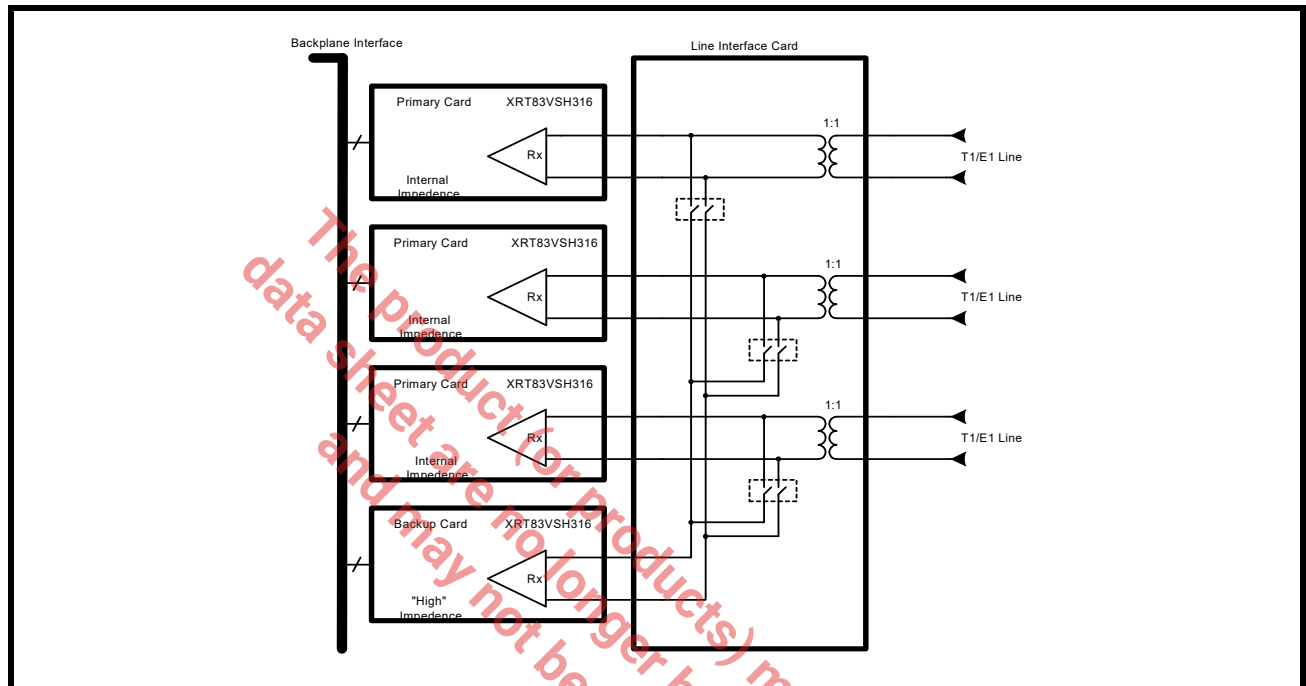 Backplane Interface
Line Interface Card
Primary Card XRT83VSH316
Rx
Internal
Impedence
1:1
T1/E1 Line
Primary Card XRT83VSH316
Rx
Internal
Impedence
1:1
T1/E1 Line
Primary Card XRT83VSH316
Rx
Internal
Impedence
1:1
T1/E1 Line
Backup Card XRT83VSH316
Rx
"High"
Impedence
The product (or products) m
data sheet are no longer b
and may not be